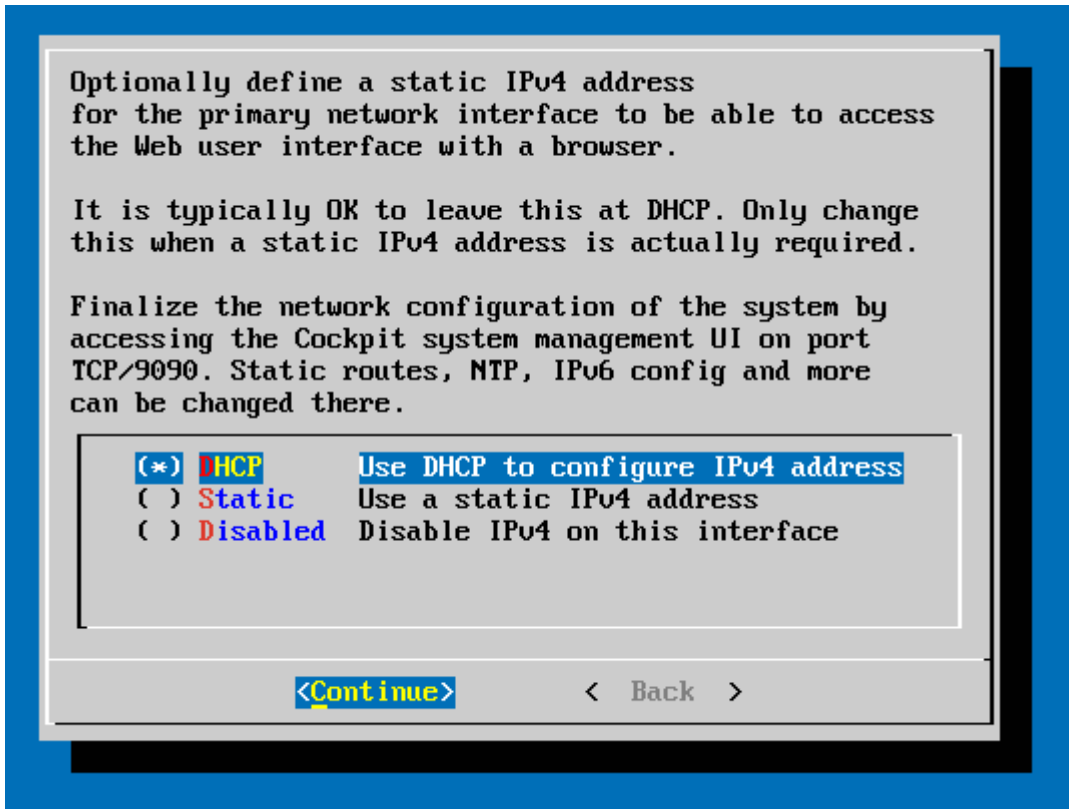 Optionally define a static IPv4 address
for the primary network interface to be able to access
the Web user interface with a browser.
It is typically OK to leave this at DHCP. Only change
this when a static IPv4 address is actually required.
Finalize the network configuration of the system by
accessing the Cockpit system management UI on port
TCP/9090. Static routes, NTP, IPv6 config and more
can be changed there.
(*) DHCP Use DHCP to configure IPv4 address
( ) Static Use a static IPv4 address
( ) Disabled Disable IPv4 on this interface
<Continue> < Back >